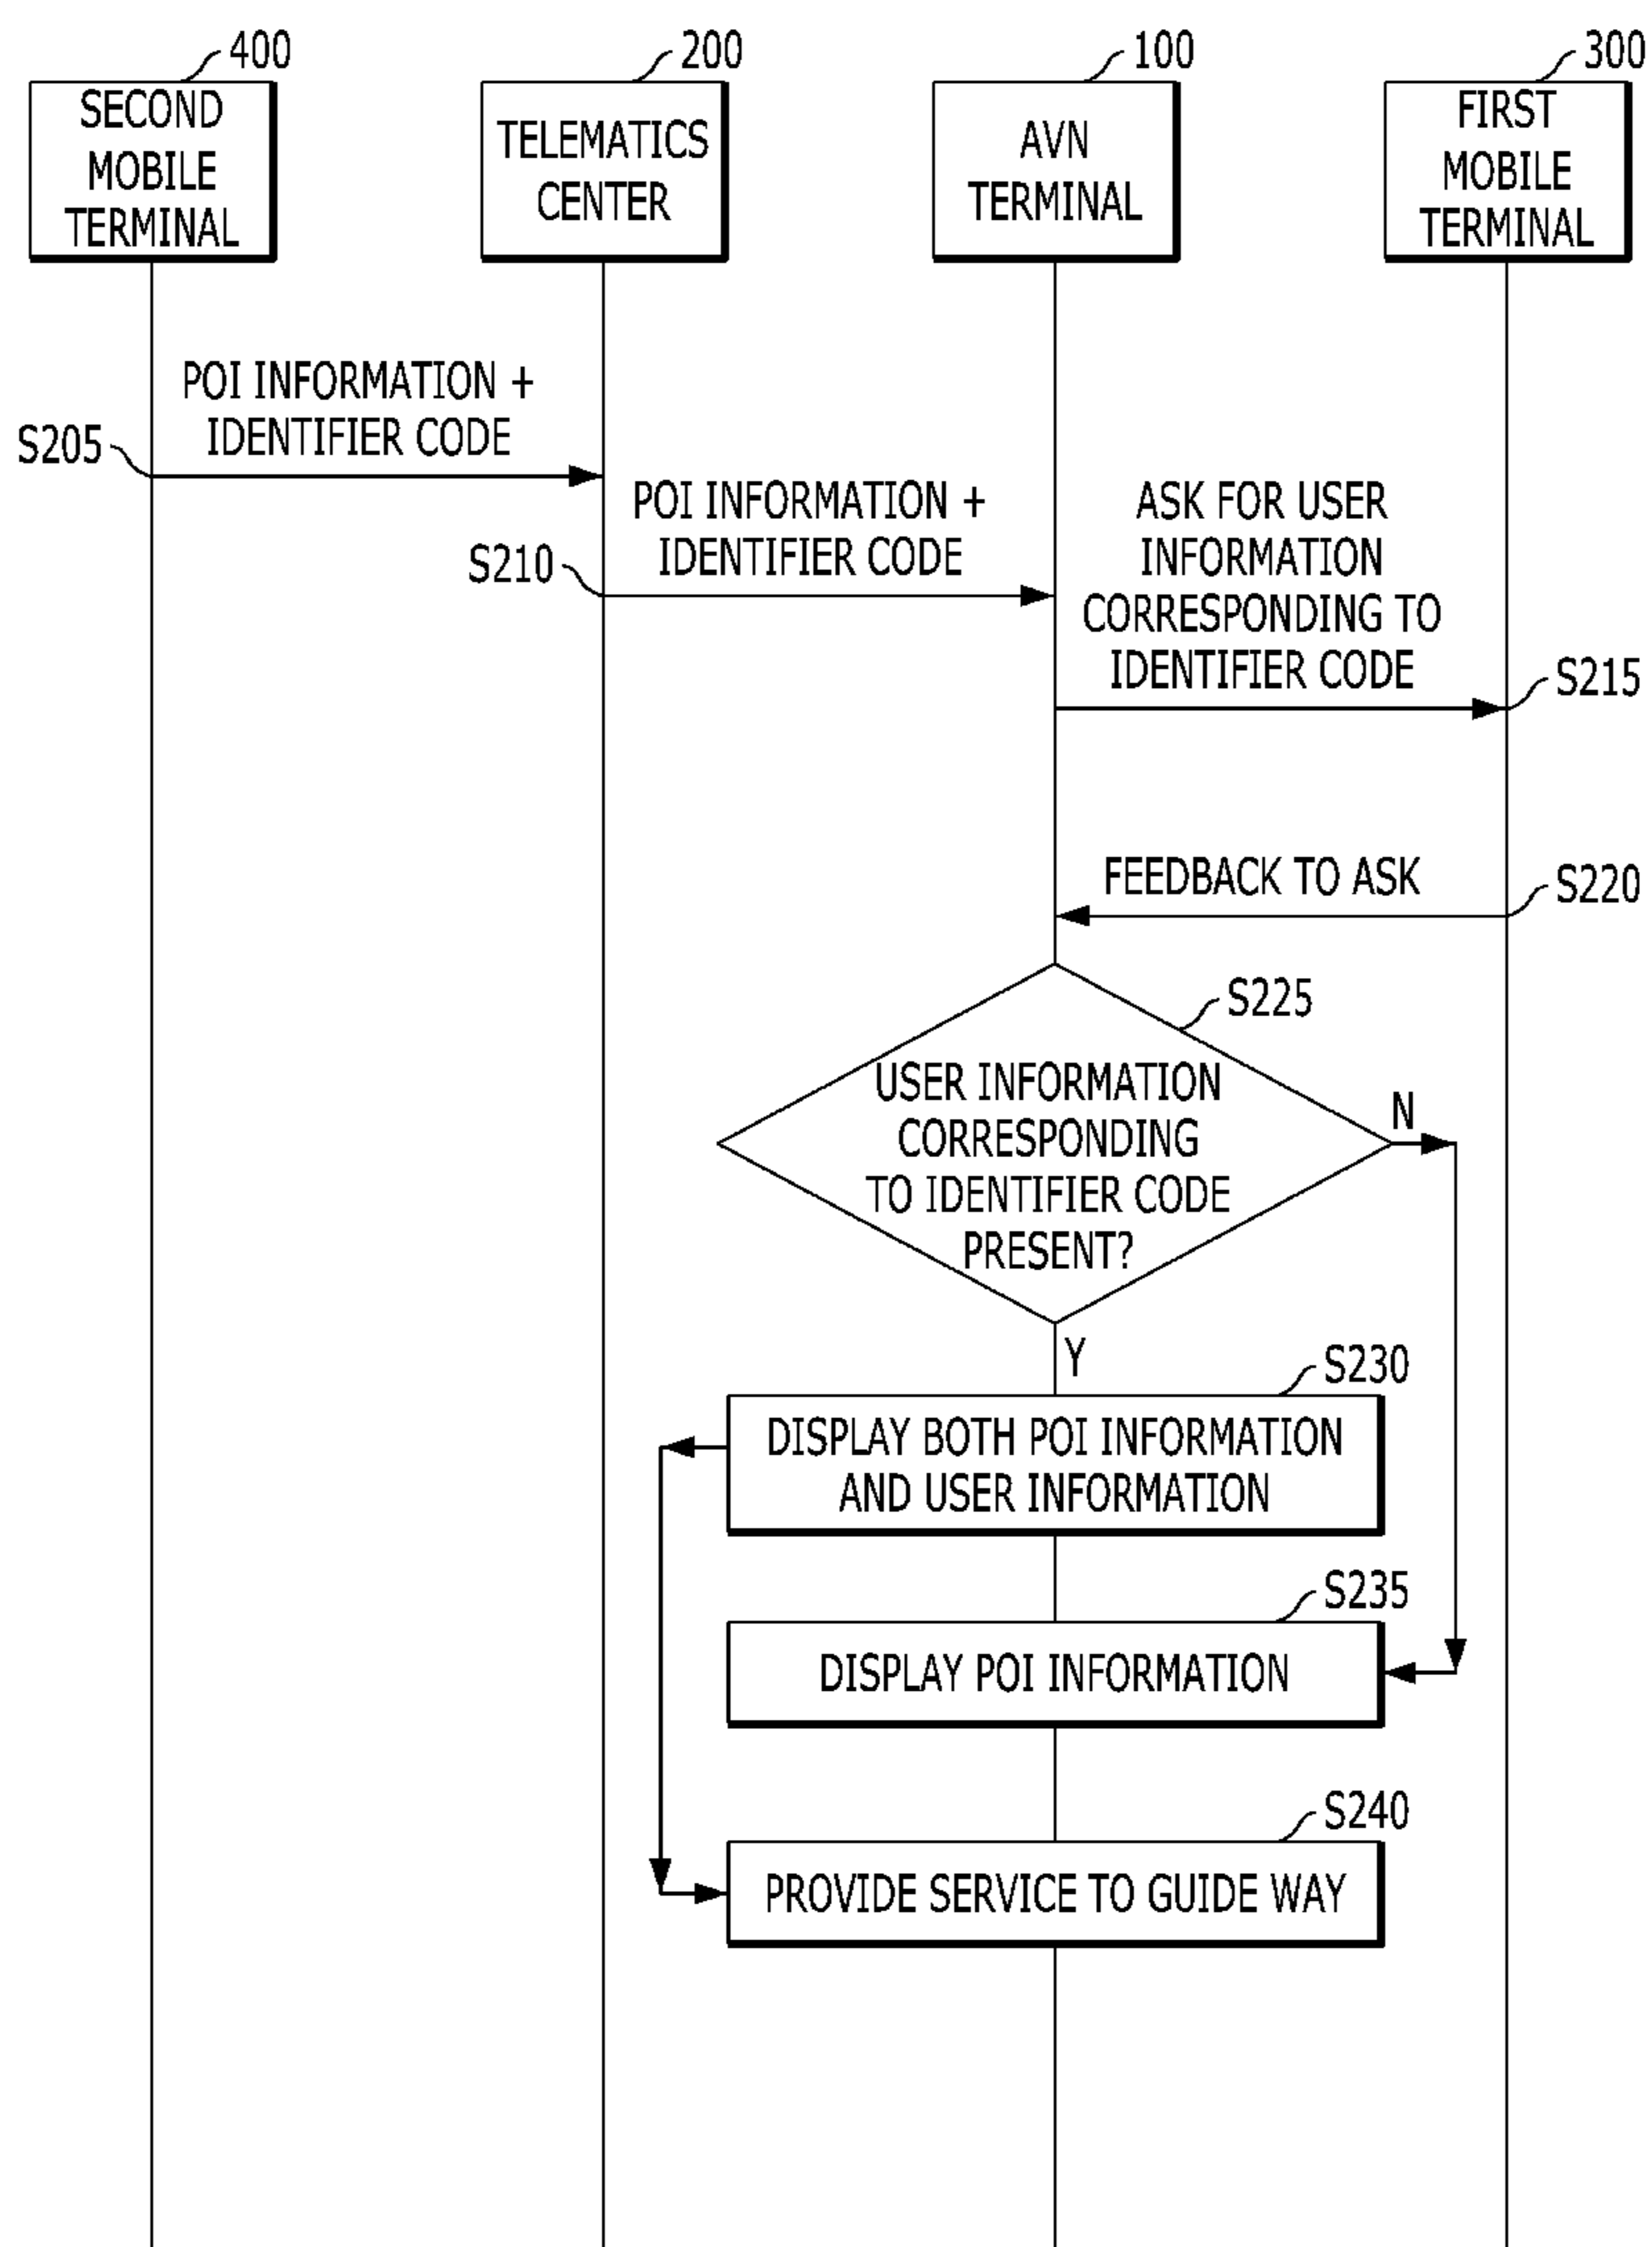 400
SECOND
MOBILE
TERMINAL
200
TELEMATICS
CENTER
100
AVN
TERMINAL
300
FIRST
MOBILE
TERMINAL
POI INFORMATION +
IDENTIFIER CODE
S205
POI INFORMATION +
IDENTIFIER CODE
S210
ASK FOR USER
INFORMATION
CORRESPONDING TO
IDENTIFIER CODE
S215
FEEDBACK TO ASK
S220
S225
USER INFORMATION
CORRESPONDING
TO IDENTIFIER CODE
PRESENT?
N
Y
S230
DISPLAY BOTH POI INFORMATION
AND USER INFORMATION
S235
DISPLAY POI INFORMATION
S240
PROVIDE SERVICE TO GUIDE WAY